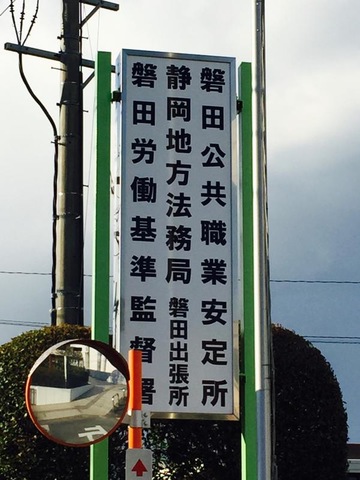 磐田公共職業安定所
静岡地方法務局 磐田出張所
磐田労働基準監督署